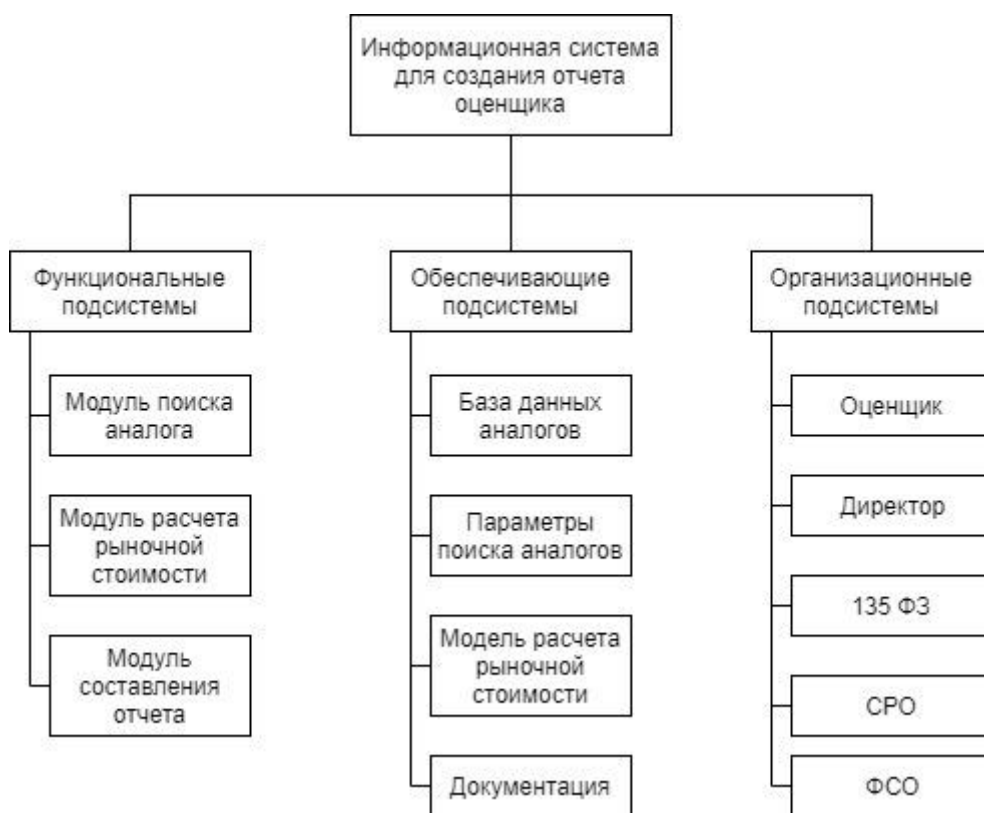 Информационная система
для создания отчета
оценщика
Функциональные
подсистемы
Модуль поиска
аналога
Модуль расчета
рыночной
стоимости
Модуль
составления
отчета
Обеспечивающие
подсистемы
База данных
аналогов
Параметры
поиска аналогов
Модель расчета
рыночной
стоимости
Документация
Организационные
подсистемы
Оценщик
Директор
135 ФЗ
СРО
ФСО